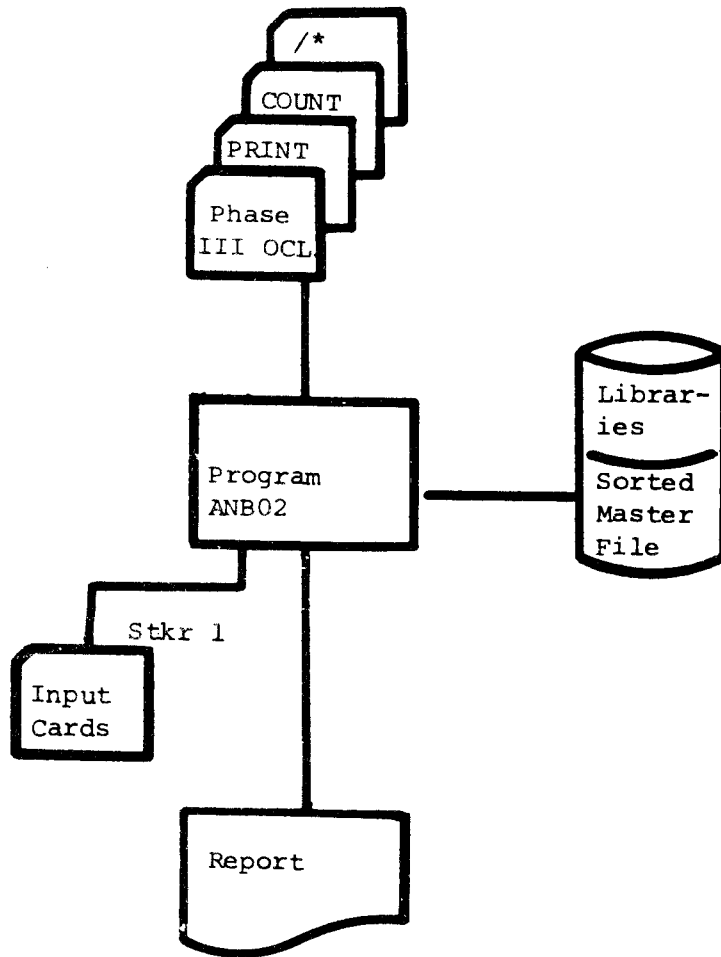 /*
COUNT
PRINT
Phase
III OCL
Program
ANB02
Librar-
ies
Sorted
Master
File
Stkr 1
Input
Cards
Report